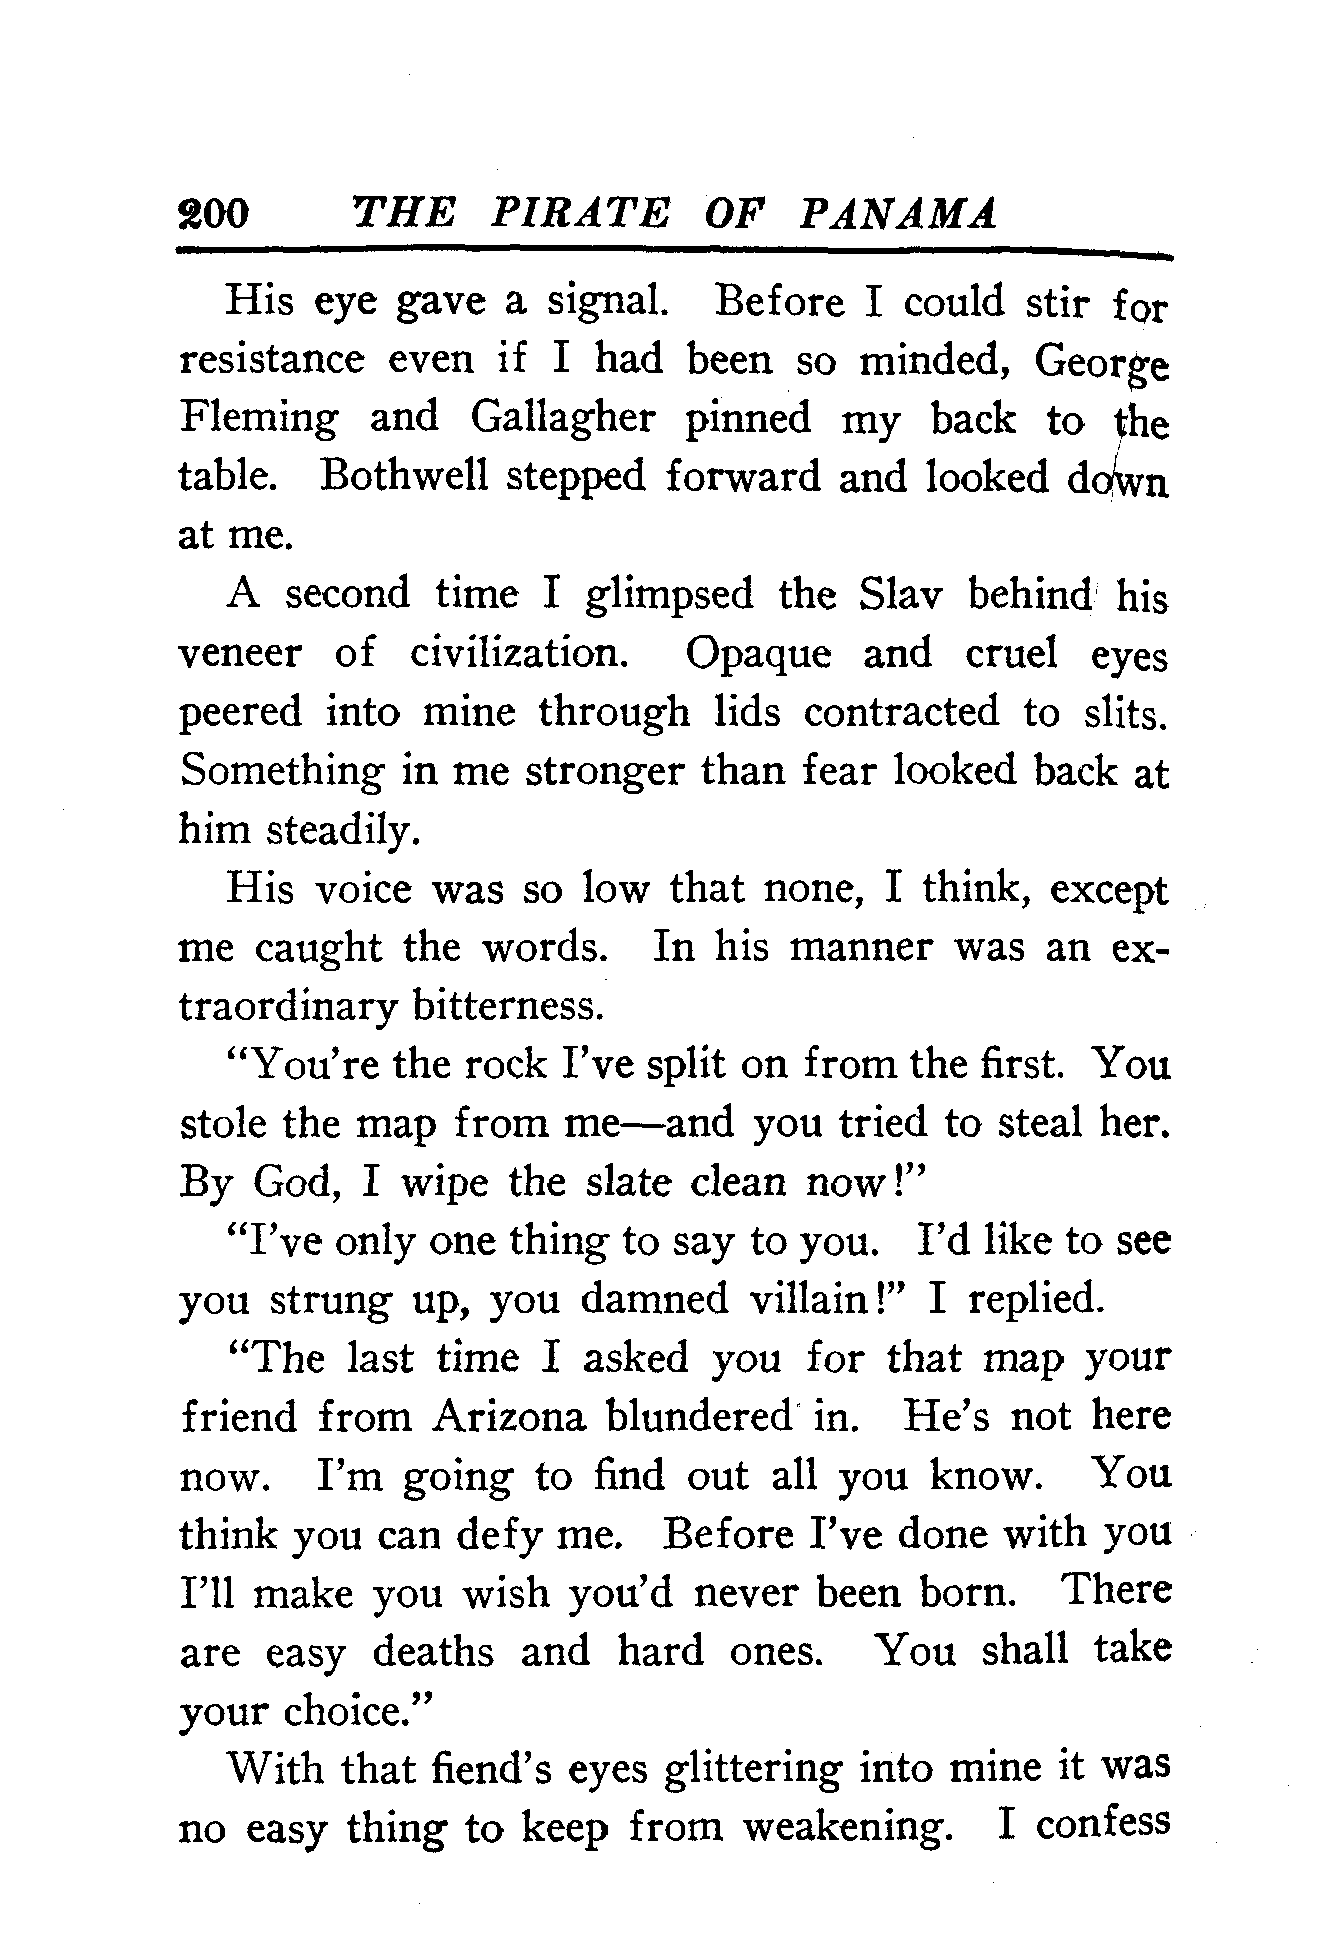 200 THE PIRATE OF PANAMA
His eye gave a signal. Before I could stir for
resistance even if I had been so minded, George
Fleming and Gallagher pinned my back to the
table. Bothwell stepped forward and looked down
at me.
A second time I glimpsed the Slav behind his
veneer of civilization. Opaque and cruel eyes
peered into mine through lids contracted to slits.
Something in me stronger than fear looked back at
him steadily.
His voice was so low that none, I think, except
me caught the words. In his manner was an ex-
traordinary bitterness.
“You’re the rock I’ve split on from the first. You
stole the map from me—and you tried to steal her.
By God, I wipe the slate clean now!”
“I’ve only one thing to say to you. I’d like to see
you strung up, you damned villain!” I replied.
“The last time I asked you for that map your
friend from Arizona blundered in. He’s not here
now. I’m going to find out all you know. You
think you can defy me. Before I’ve done with you
I’ll make you wish you’d never been born. There
are easy deaths and hard ones. You shall take
your choice.”
With that fiend’s eyes glittering into mine it was
no easy thing to keep from weakening. I confess